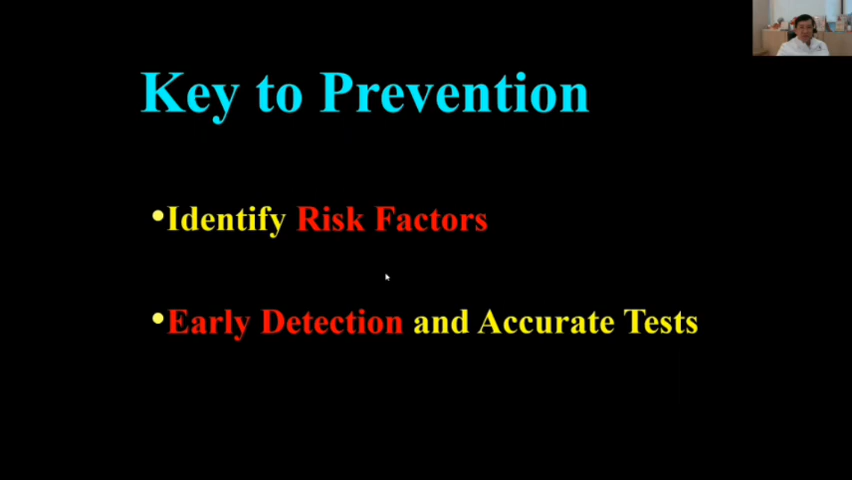 Key to Prevention
•Identify Risk Factors
•Early Detection and Accurate Tests